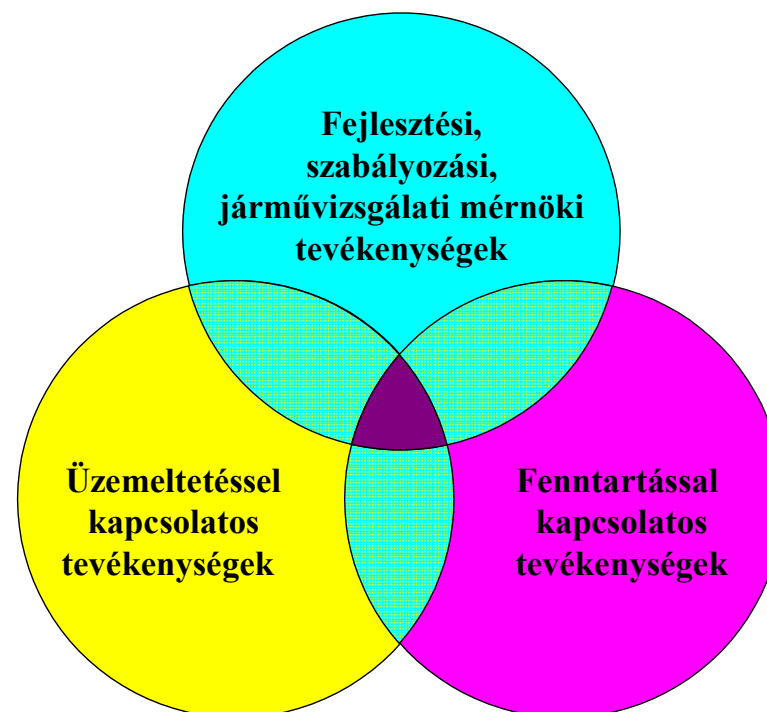 Fejlesztési,
szabályozási,
járművizsgálati mérnöki
tevékenységek
Üzemeltetéssel
kapcsolatos
tevékenységek
Fenntartással
kapcsolatos
tevékenységek